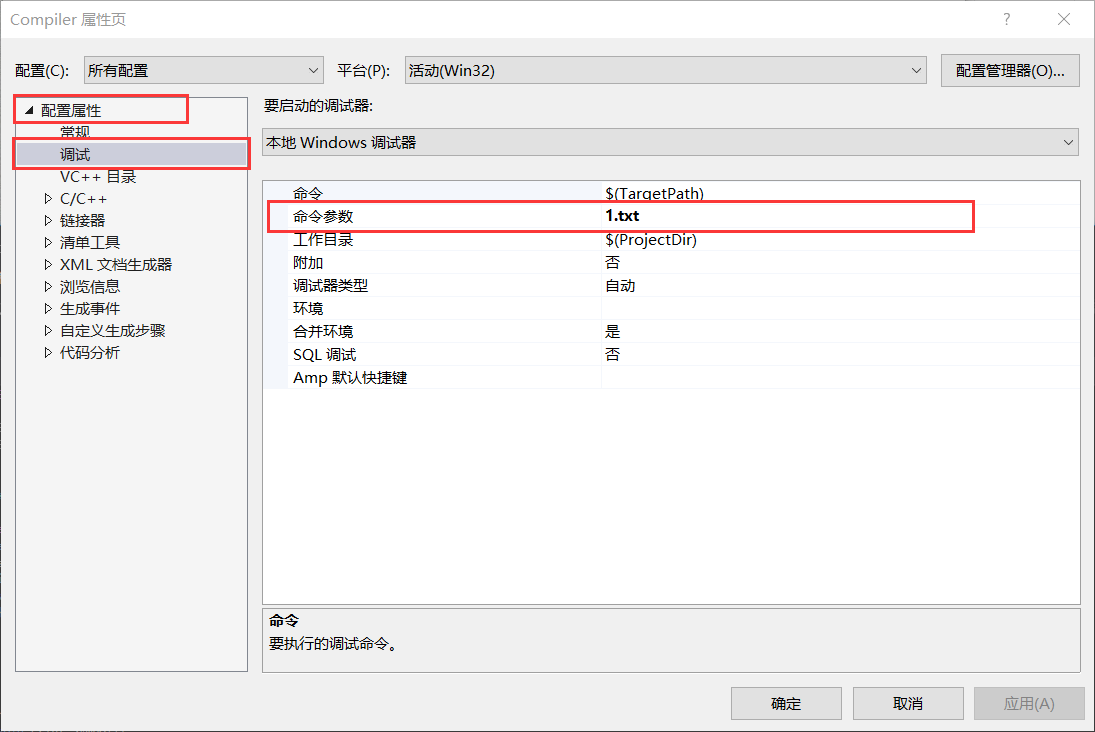 Compiler 属性页
配置(C): 所有配置 平台(P): 活动(Win32) 配置管理器(O)...
配置属性
常规
调试
VC++ 目录
C/C++
链接器
清单工具
XML 文档生成器
浏览信息
生成事件
自定义生成步骤
代码分析
要启动的调试器:
本地 Windows 调试器
命令 $(TargetPath)
命令参数 1.txt
工作目录 $(ProjectDir)
附加 否
调试器类型 自动
环境
合并环境 是
SQL 调试 否
Amp 默认快捷键
命令
要执行的调试命令。
确定 取消 应用(A)